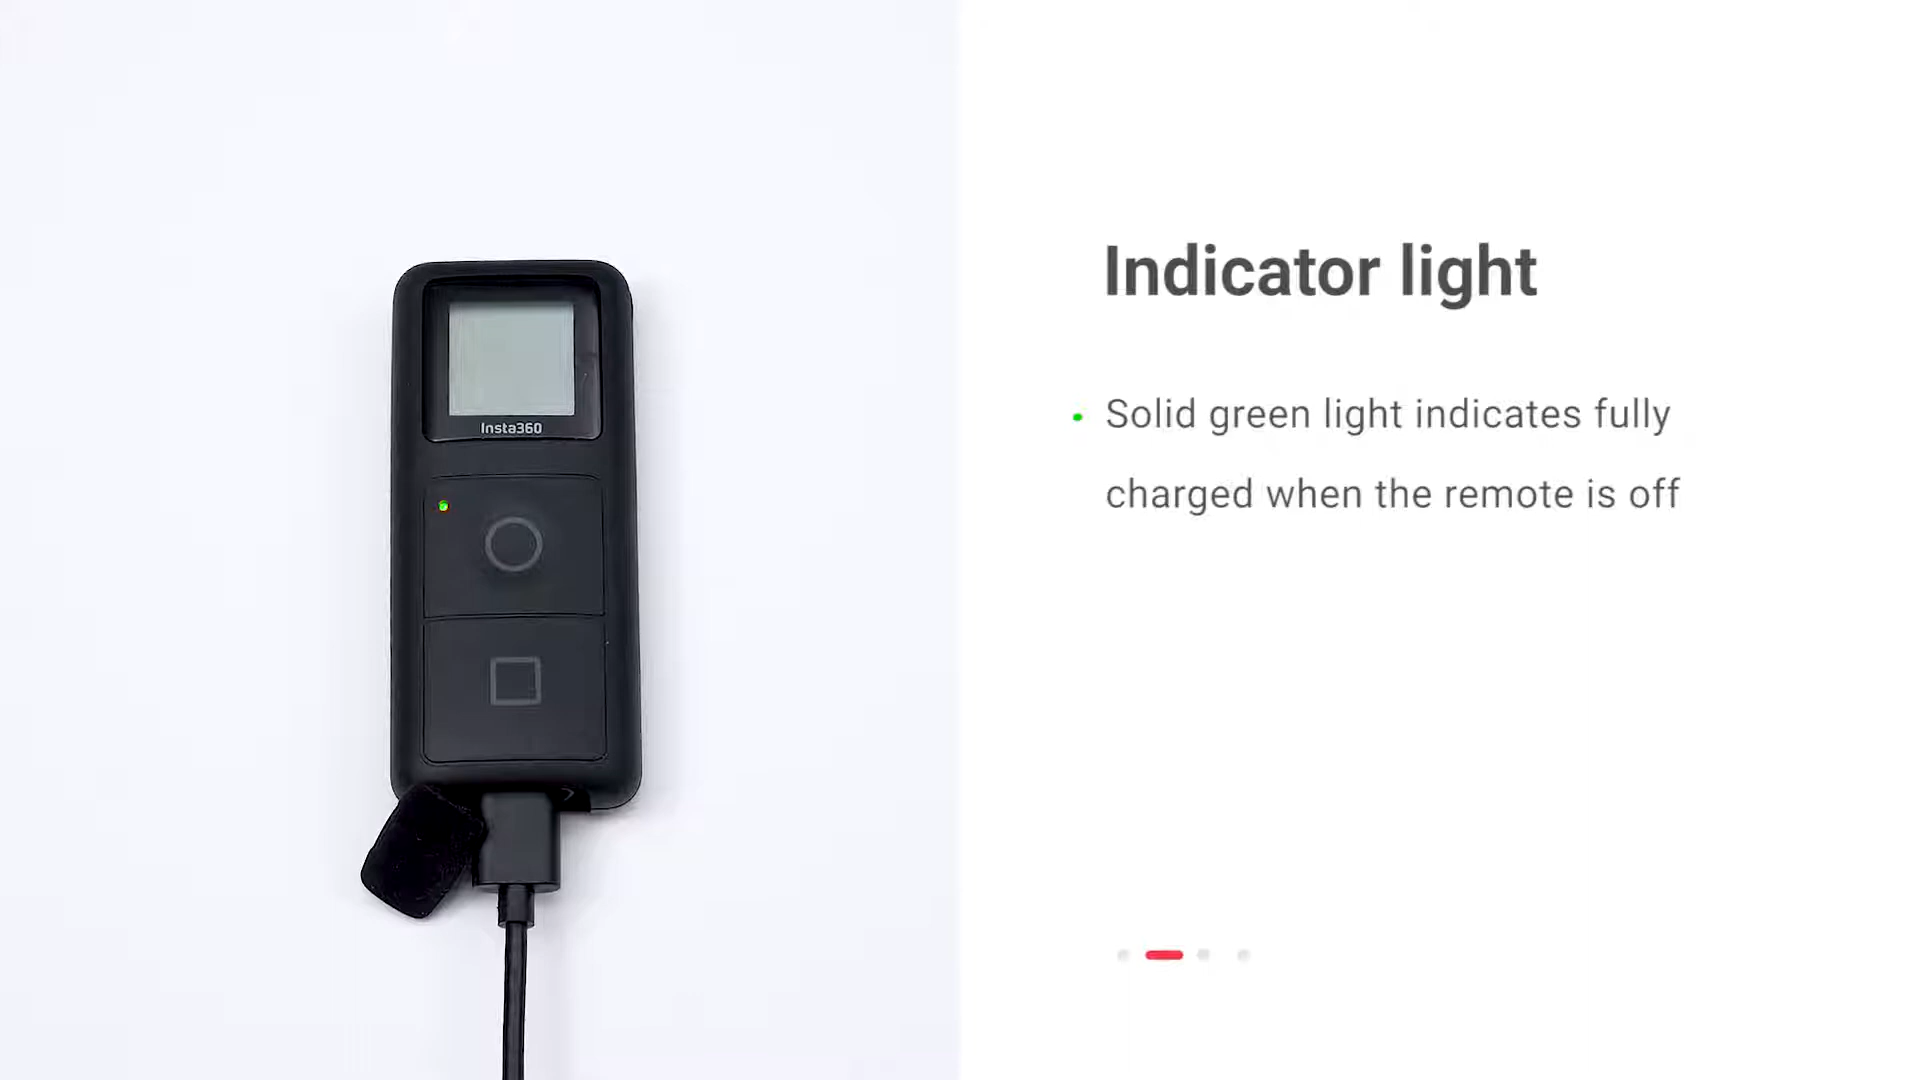 Insta360
Indicator light
Solid green light indicates fully
charged when the remote is off